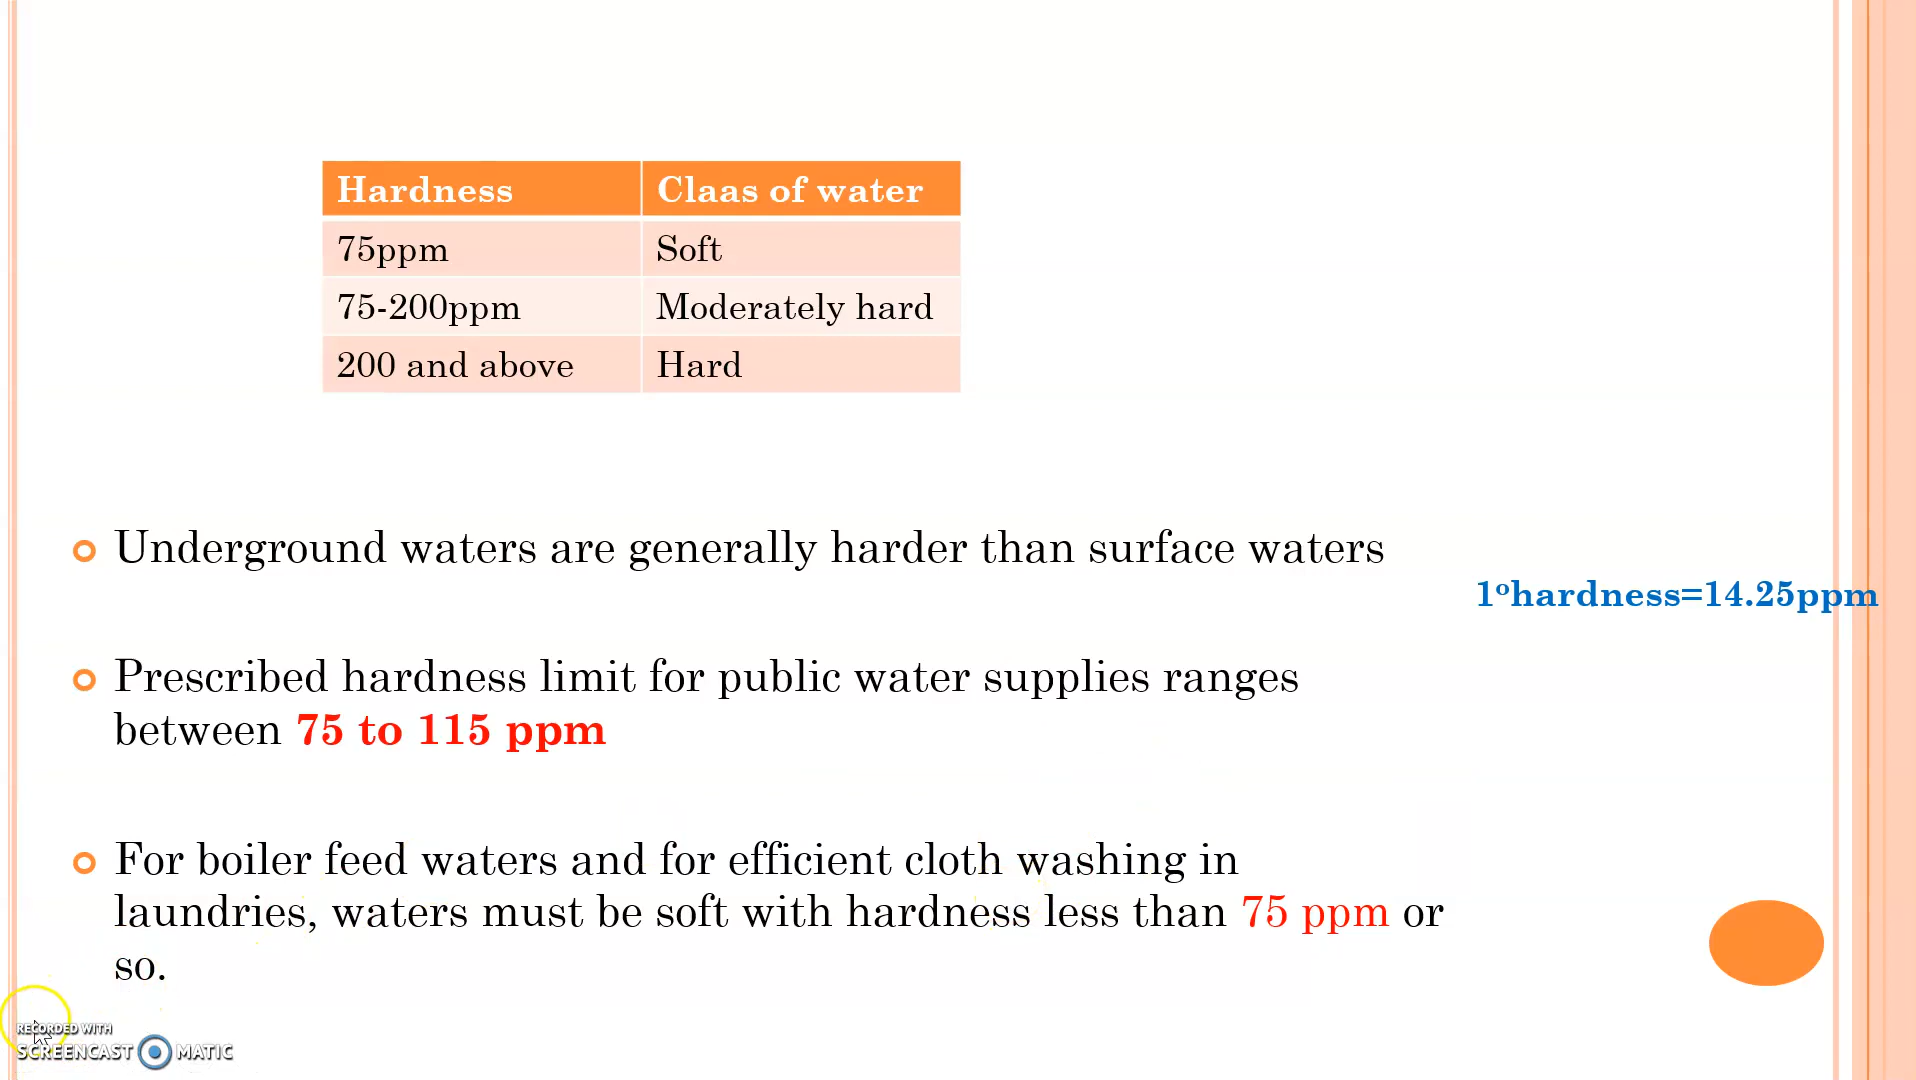 Hardness Claas of water
75ppm Soft
75-200ppm Moderately hard
200 and above Hard
Underground waters are generally harder than surface waters
1ºhardness=14.25ppm
Prescribed hardness limit for public water supplies ranges
between 75 to 115 ppm
For boiler feed waters and for efficient cloth washing in
laundries, waters must be soft with hardness less than 75 ppm or
so.
RECORDED WITH
SCREENCAST MATIC